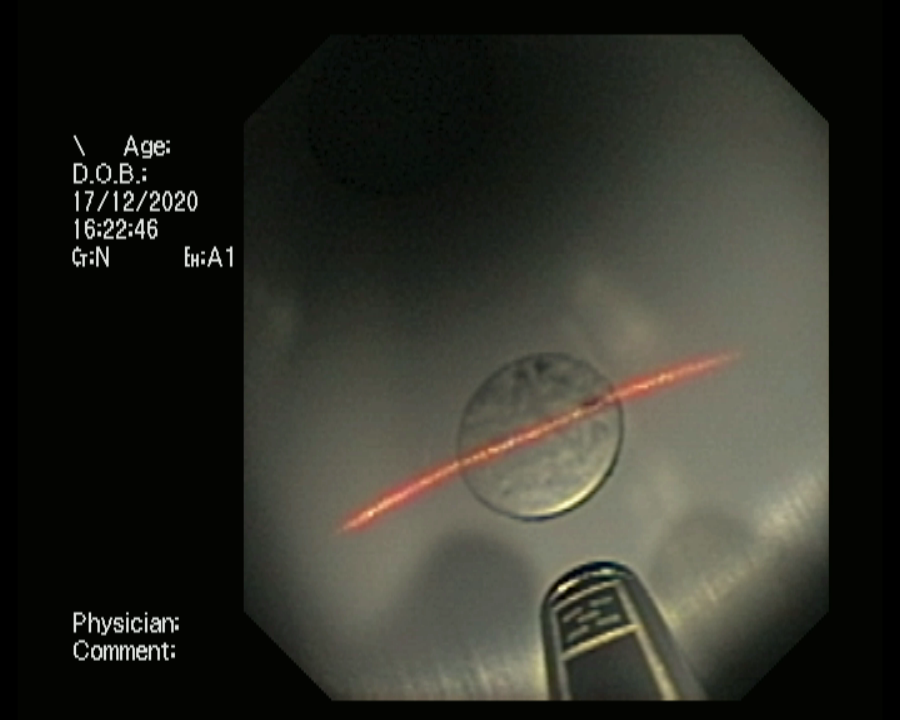 \ Age:
D.O.B.:
17/12/2020
16:22:46
Cr:N EH:A1
Physician:
Comment: